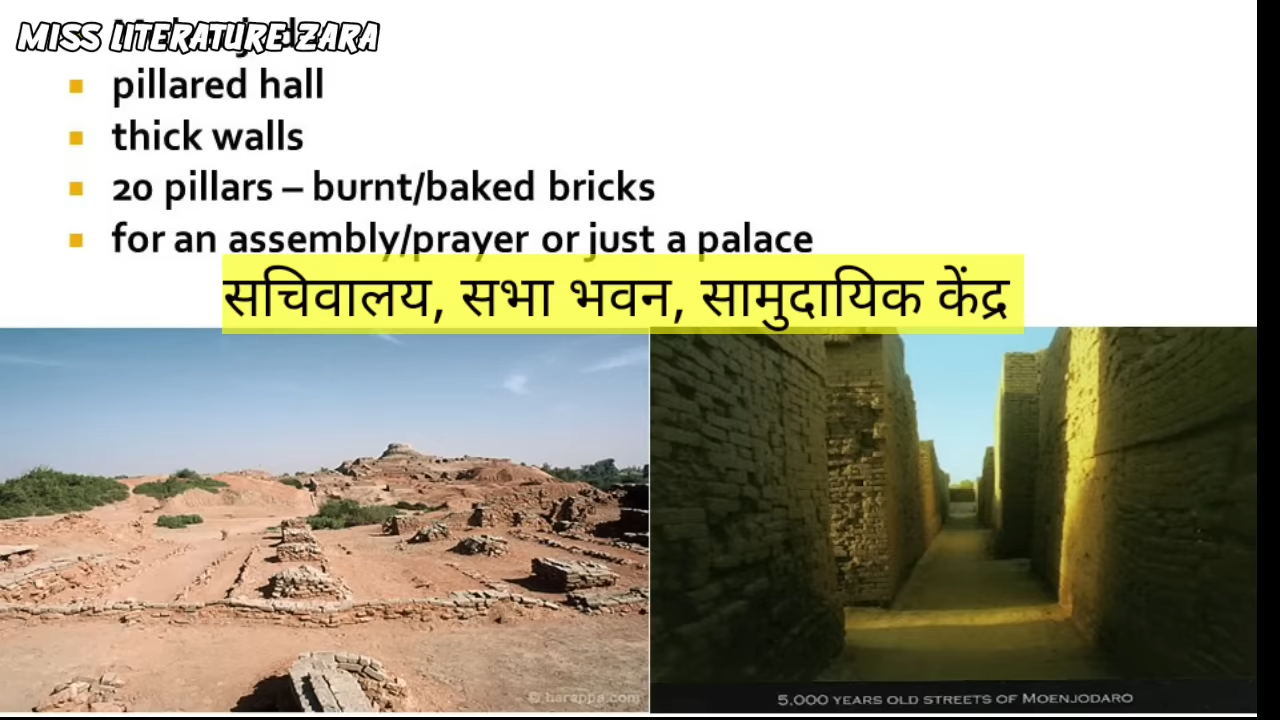 MISS LITERATURE ZARA
pillared hall
thick walls
20 pillars – burnt/baked bricks
for an assembly/prayer or just a palace
सचिवालय, सभा भवन, सामुदायिक केंद्र
© harappa.com
5,000 YEARS OLD STREETS OF MOENJODARO